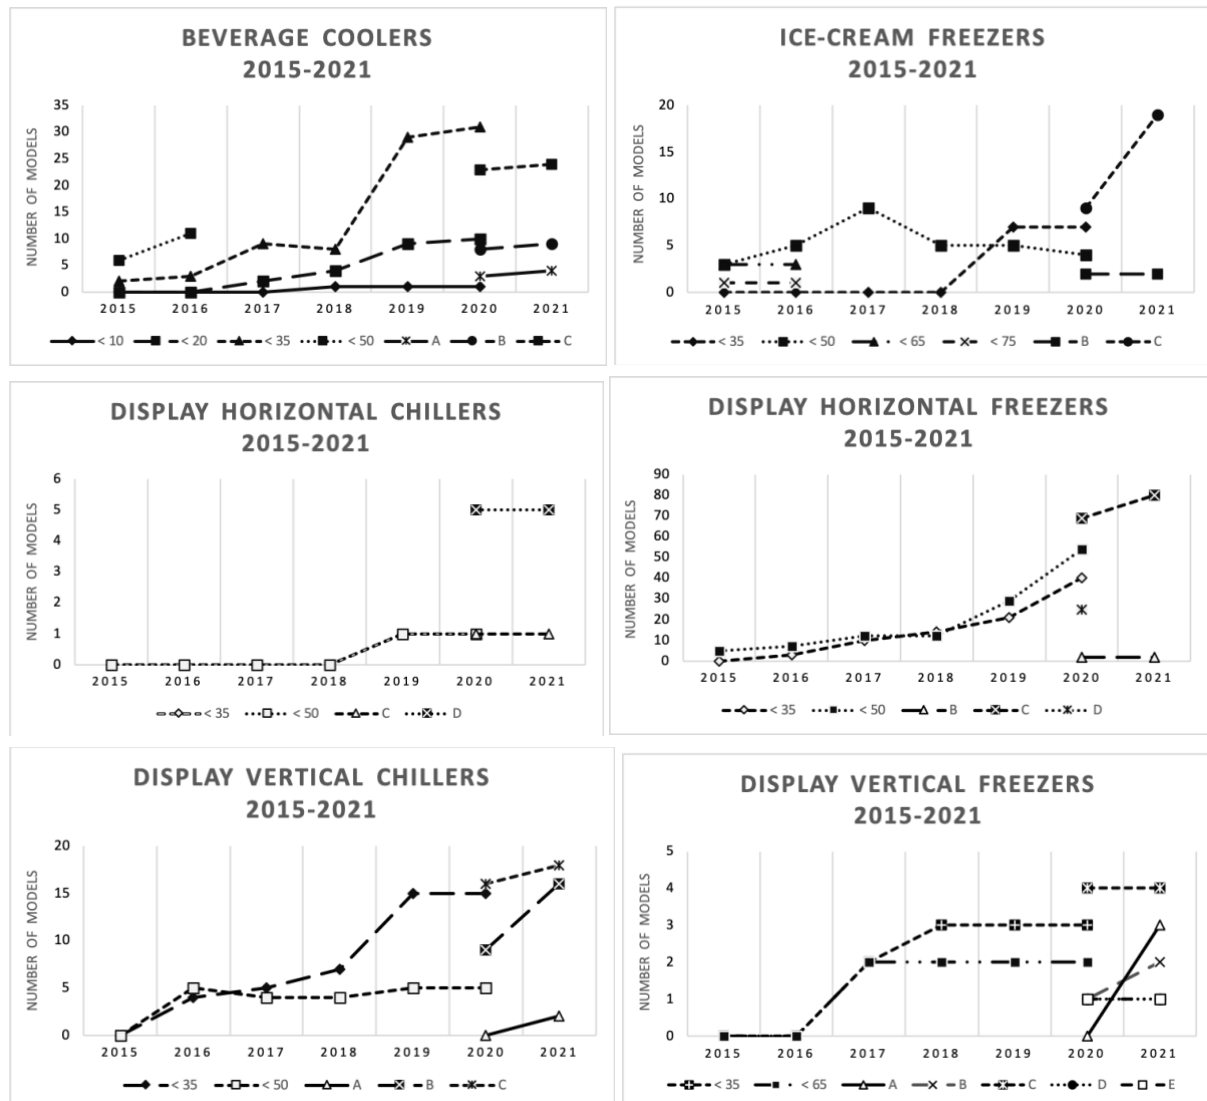 BEVERAGE COOLERS
2015-2021
NUMBER OF MODELS
35
30
25
20
15
10
5
0
2015 2016 2017 2018 2019 2020 2021
< 10 < 20 < 35 < 50 A B C
ICE-CREAM FREEZERS
2015-2021
NUMBER OF MODELS
20
15
10
5
0
2015 2016 2017 2018 2019 2020 2021
< 35 < 50 < 65 < 75 B C
DISPLAY HORIZONTAL CHILLERS
2015-2021
NUMBER OF MODELS
6
5
4
3
2
1
0
2015 2016 2017 2018 2019 2020 2021
< 35 < 50 C D
DISPLAY HORIZONTAL FREEZERS
2015-2021
NUMBER OF MODELS
90
80
70
60
50
40
30
20
10
0
2015 2016 2017 2018 2019 2020 2021
< 35 < 50 B C D
DISPLAY VERTICAL CHILLERS
2015-2021
NUMBER OF MODELS
20
15
10
5
0
2015 2016 2017 2018 2019 2020 2021
< 35 < 50 A B C
DISPLAY VERTICAL FREEZERS
2015-2021
NUMBER OF MODELS
5
4
3
2
1
0
2015 2016 2017 2018 2019 2020 2021
< 35 < 65 A B C D E